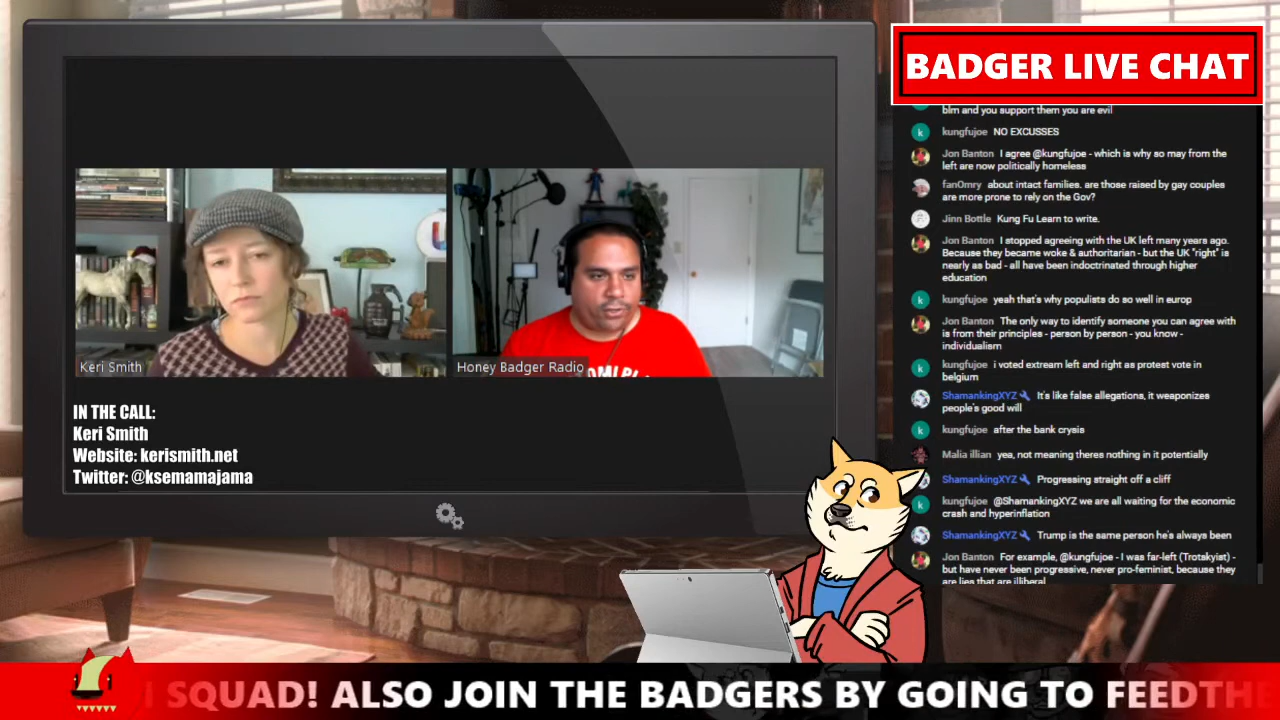 BADGER LIVE CHAT
blm and you support them you are evil
kungfujoe NO EXCUSSES
Jon Banton I agree @kungfujoe - which is why so may from the
left are now politically homeless
fanOmry about intact families. are those raised by gay couples
are more prone to rely on the Gov?
Jinn Bottle Kung Fu Learn to write.
Jon Banton I stopped agreeing with the UK left many years ago.
Because they became woke & authoritarian - but the UK "right" is
nearly as bad - all have been indoctrinated through higher
education
kungfujoe yeah that's why populists do so well in europ
Jon Banton The only way to identify someone you can agree with
is from their principles - person by person - you know -
individualism
kungfujoe i voted extream left and right as protest vote in
belgium
ShamankingXYZ It's like false allegations, it weaponizes
people's good will
kungfujoe after the bank crysis
Malia illian yea, not meaning theres nothing in it potentially
ShamankingXYZ Progressing straight off a cliff
kungfujoe @ShamankingXYZ we are all waiting for the economic
crash and hyperinflation
ShamankingXYZ Trump is the same person he's always been
Jon Banton For example, @kungfujoe - I was far-left (Trotskyist) -
but have never been progressive, never pro-feminist, because they
are lies that are illiberal
Keri Smith
Honey Badger Radio
IN THE CALL:
Keri Smith
Website: kerismith.net
Twitter: @ksemamajama
i SQUAD! ALSO JOIN THE BADGERS BY GOING TO FEEDTHE